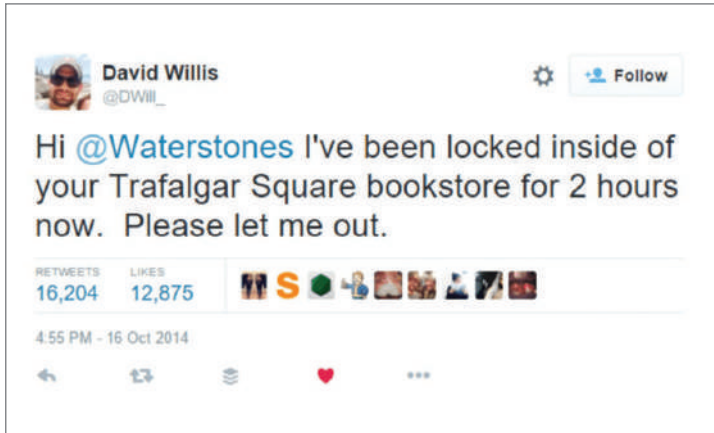 David Willis
@DWill_
Follow
Hi @Waterstones I've been locked inside of
your Trafalgar Square bookstore for 2 hours
now.  Please let me out.
RETWEETS LIKES
16,204 12,875
S
4:55 PM - 16 Oct 2014